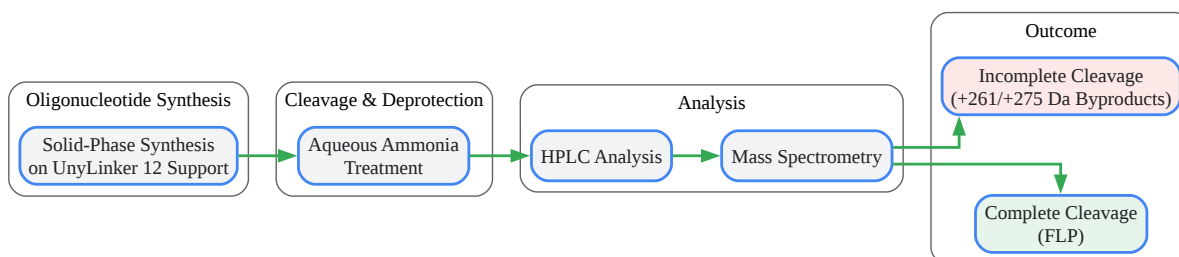 Oligonucleotide Synthesis
Solid-Phase Synthesis
on UnyLinker 12 Support
Cleavage & Deprotection
Aqueous Ammonia
Treatment
Analysis
HPLC Analysis
Mass Spectrometry
Outcome
Incomplete Cleavage
(+261/+275 Da Byproducts)
Complete Cleavage
(FLP)